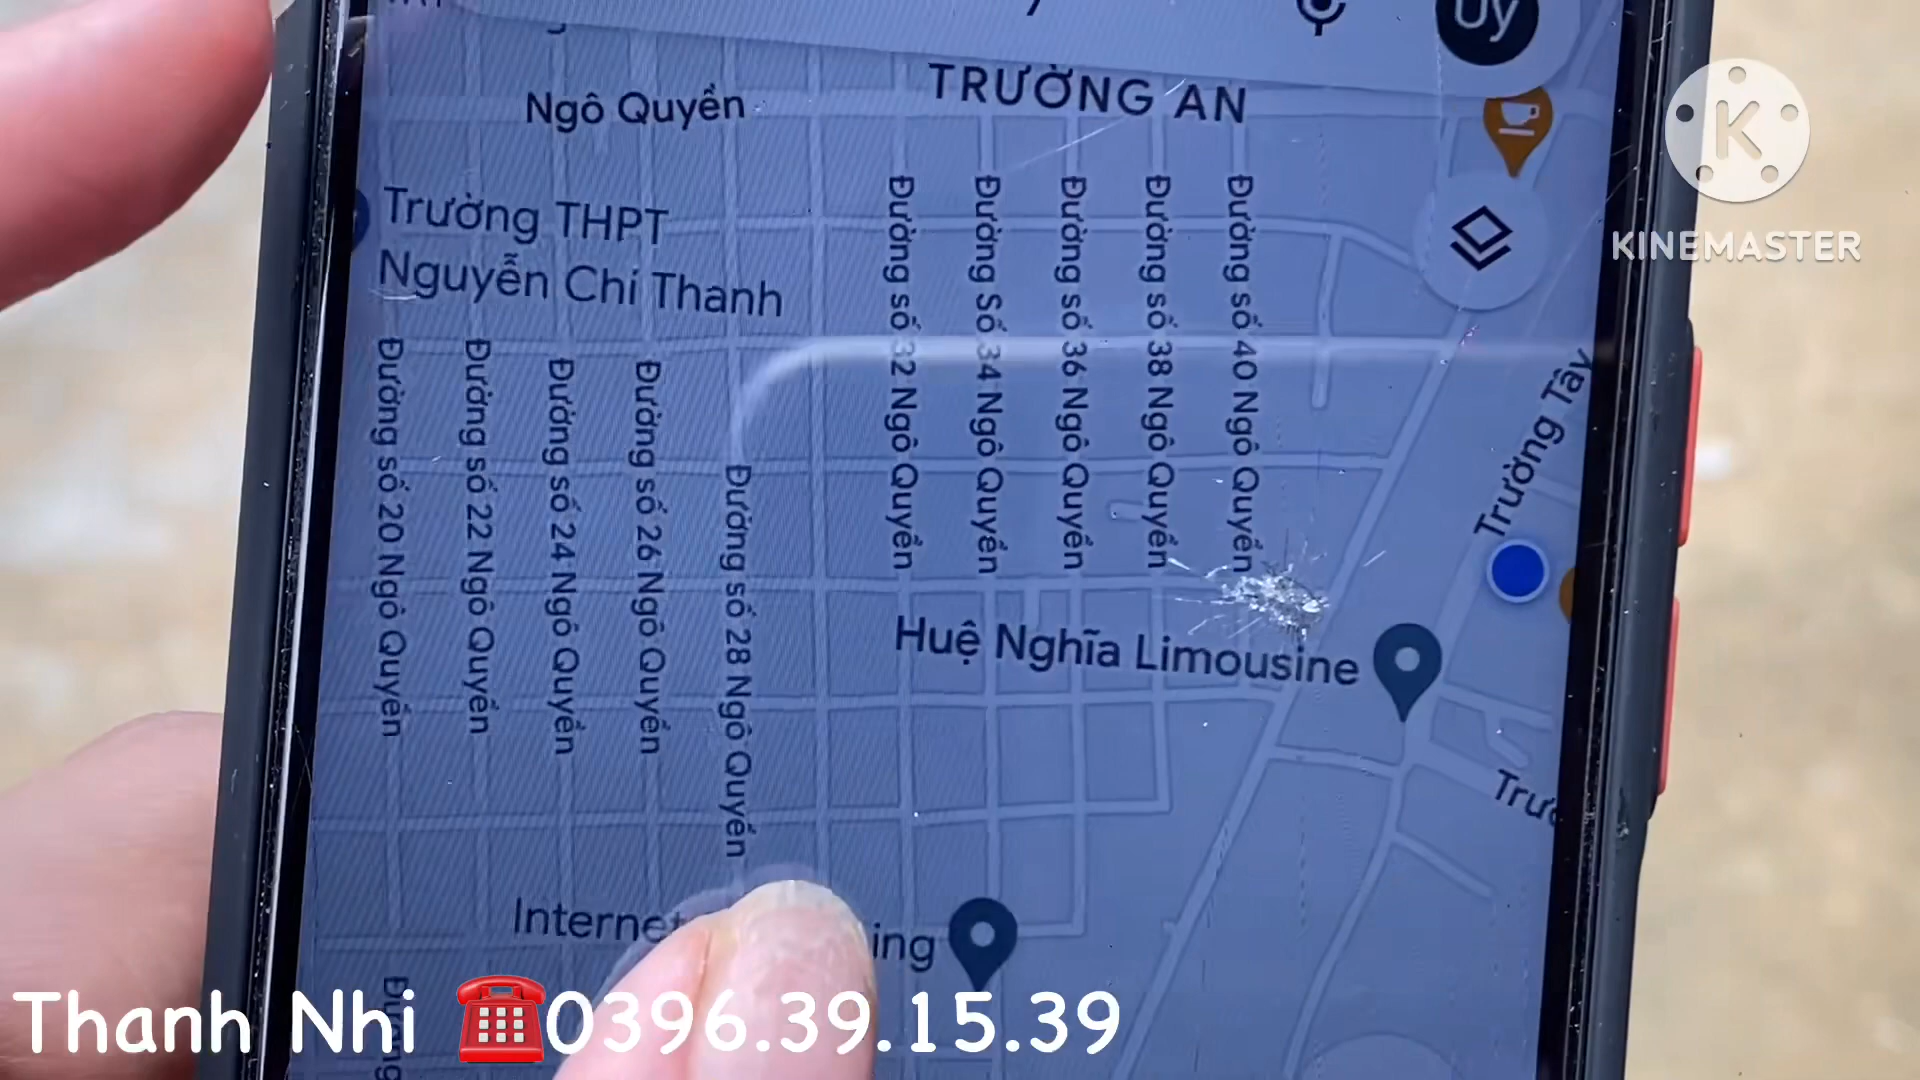 Uy
Ngô Quyền
TRƯỜNG AN
K
KINEMASTER
Trường THPT
Nguyễn Chí Thanh
Đường số 20 Ngô Quyền
Đường số 22 Ngô Quyền
Đường số 24 Ngô Quyền
Đường số 26 Ngô Quyền
Đường số 28 Ngô Quyền
Đường số 32 Ngô Quyền
Đường Số 34 Ngô Quyền
Đường số 36 Ngô Quyền
Đường số 38 Ngô Quyền
Đường số 40 Ngô Quyền
Trường Tây
Huệ Nghĩa Limousine
Thanh Nhi ☎️0396.39.15.39